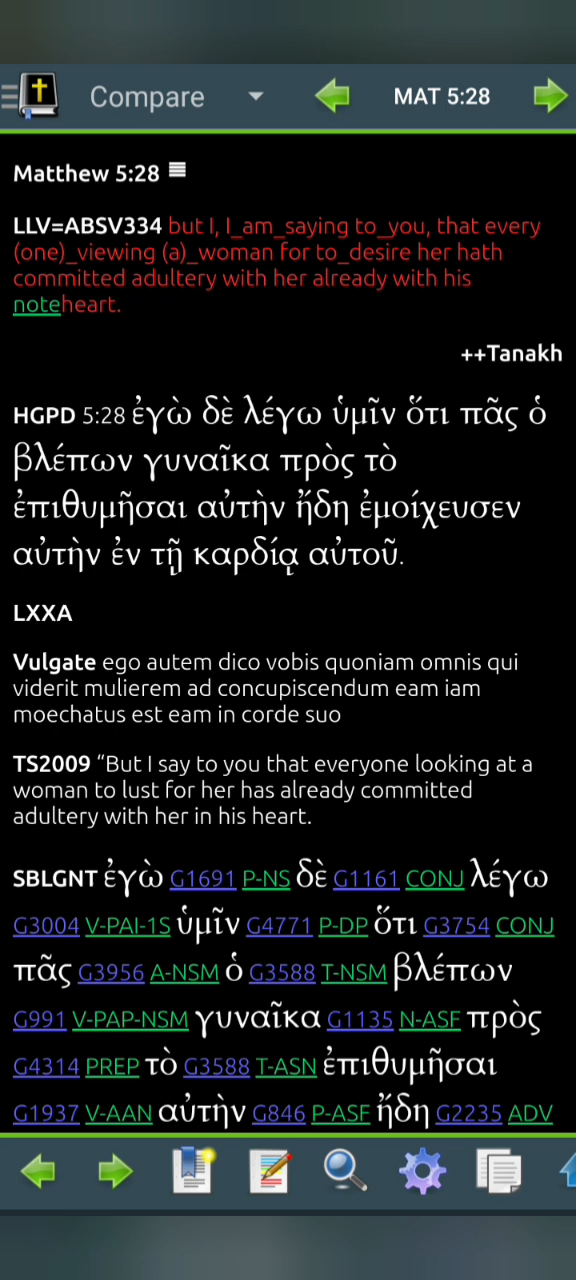 Compare
MAT 5:28
Matthew 5:28
LLV=ABSV334 but I, I_am_saying to_you, that every
(one)_viewing (a)_woman for to_desire her hath
committed adultery with her already with his
noteheart.
++Tanakh
HGPD 5:28 ἐγὼ δὲ λέγω ὑμῖν ὅτι πᾶς ὁ
βλέπων γυναῖκα πρὸς τὸ
ἐπιθυμῆσαι αὐτὴν ἤδη ἐμοίχευσεν
αὐτὴν ἐν τῇ καρδίᾳ αὐτοῦ.
LXXA
Vulgate ego autem dico vobis quoniam omnis qui
viderit mulierem ad concupiscendum eam iam
moechatus est eam in corde suo
TS2009 “But I say to you that everyone looking at a
woman to lust for her has already committed
adultery with her in his heart.
SBLGNT ἐγὼ G1691 P-NS δὲ G1161 CONJ λέγω
G3004 V-PAI-1S ὑμῖν G4771 P-DP ὅτι G3754 CONJ
πᾶς G3956 A-NSM ὁ G3588 T-NSM βλέπων
G991 V-PAP-NSM γυναῖκα G1135 N-ASF πρὸς
G4314 PREP τὸ G3588 T-ASN ἐπιθυμῆσαι
G1937 V-AAN αὐτὴν G846 P-ASF ἤδη G2235 ADV